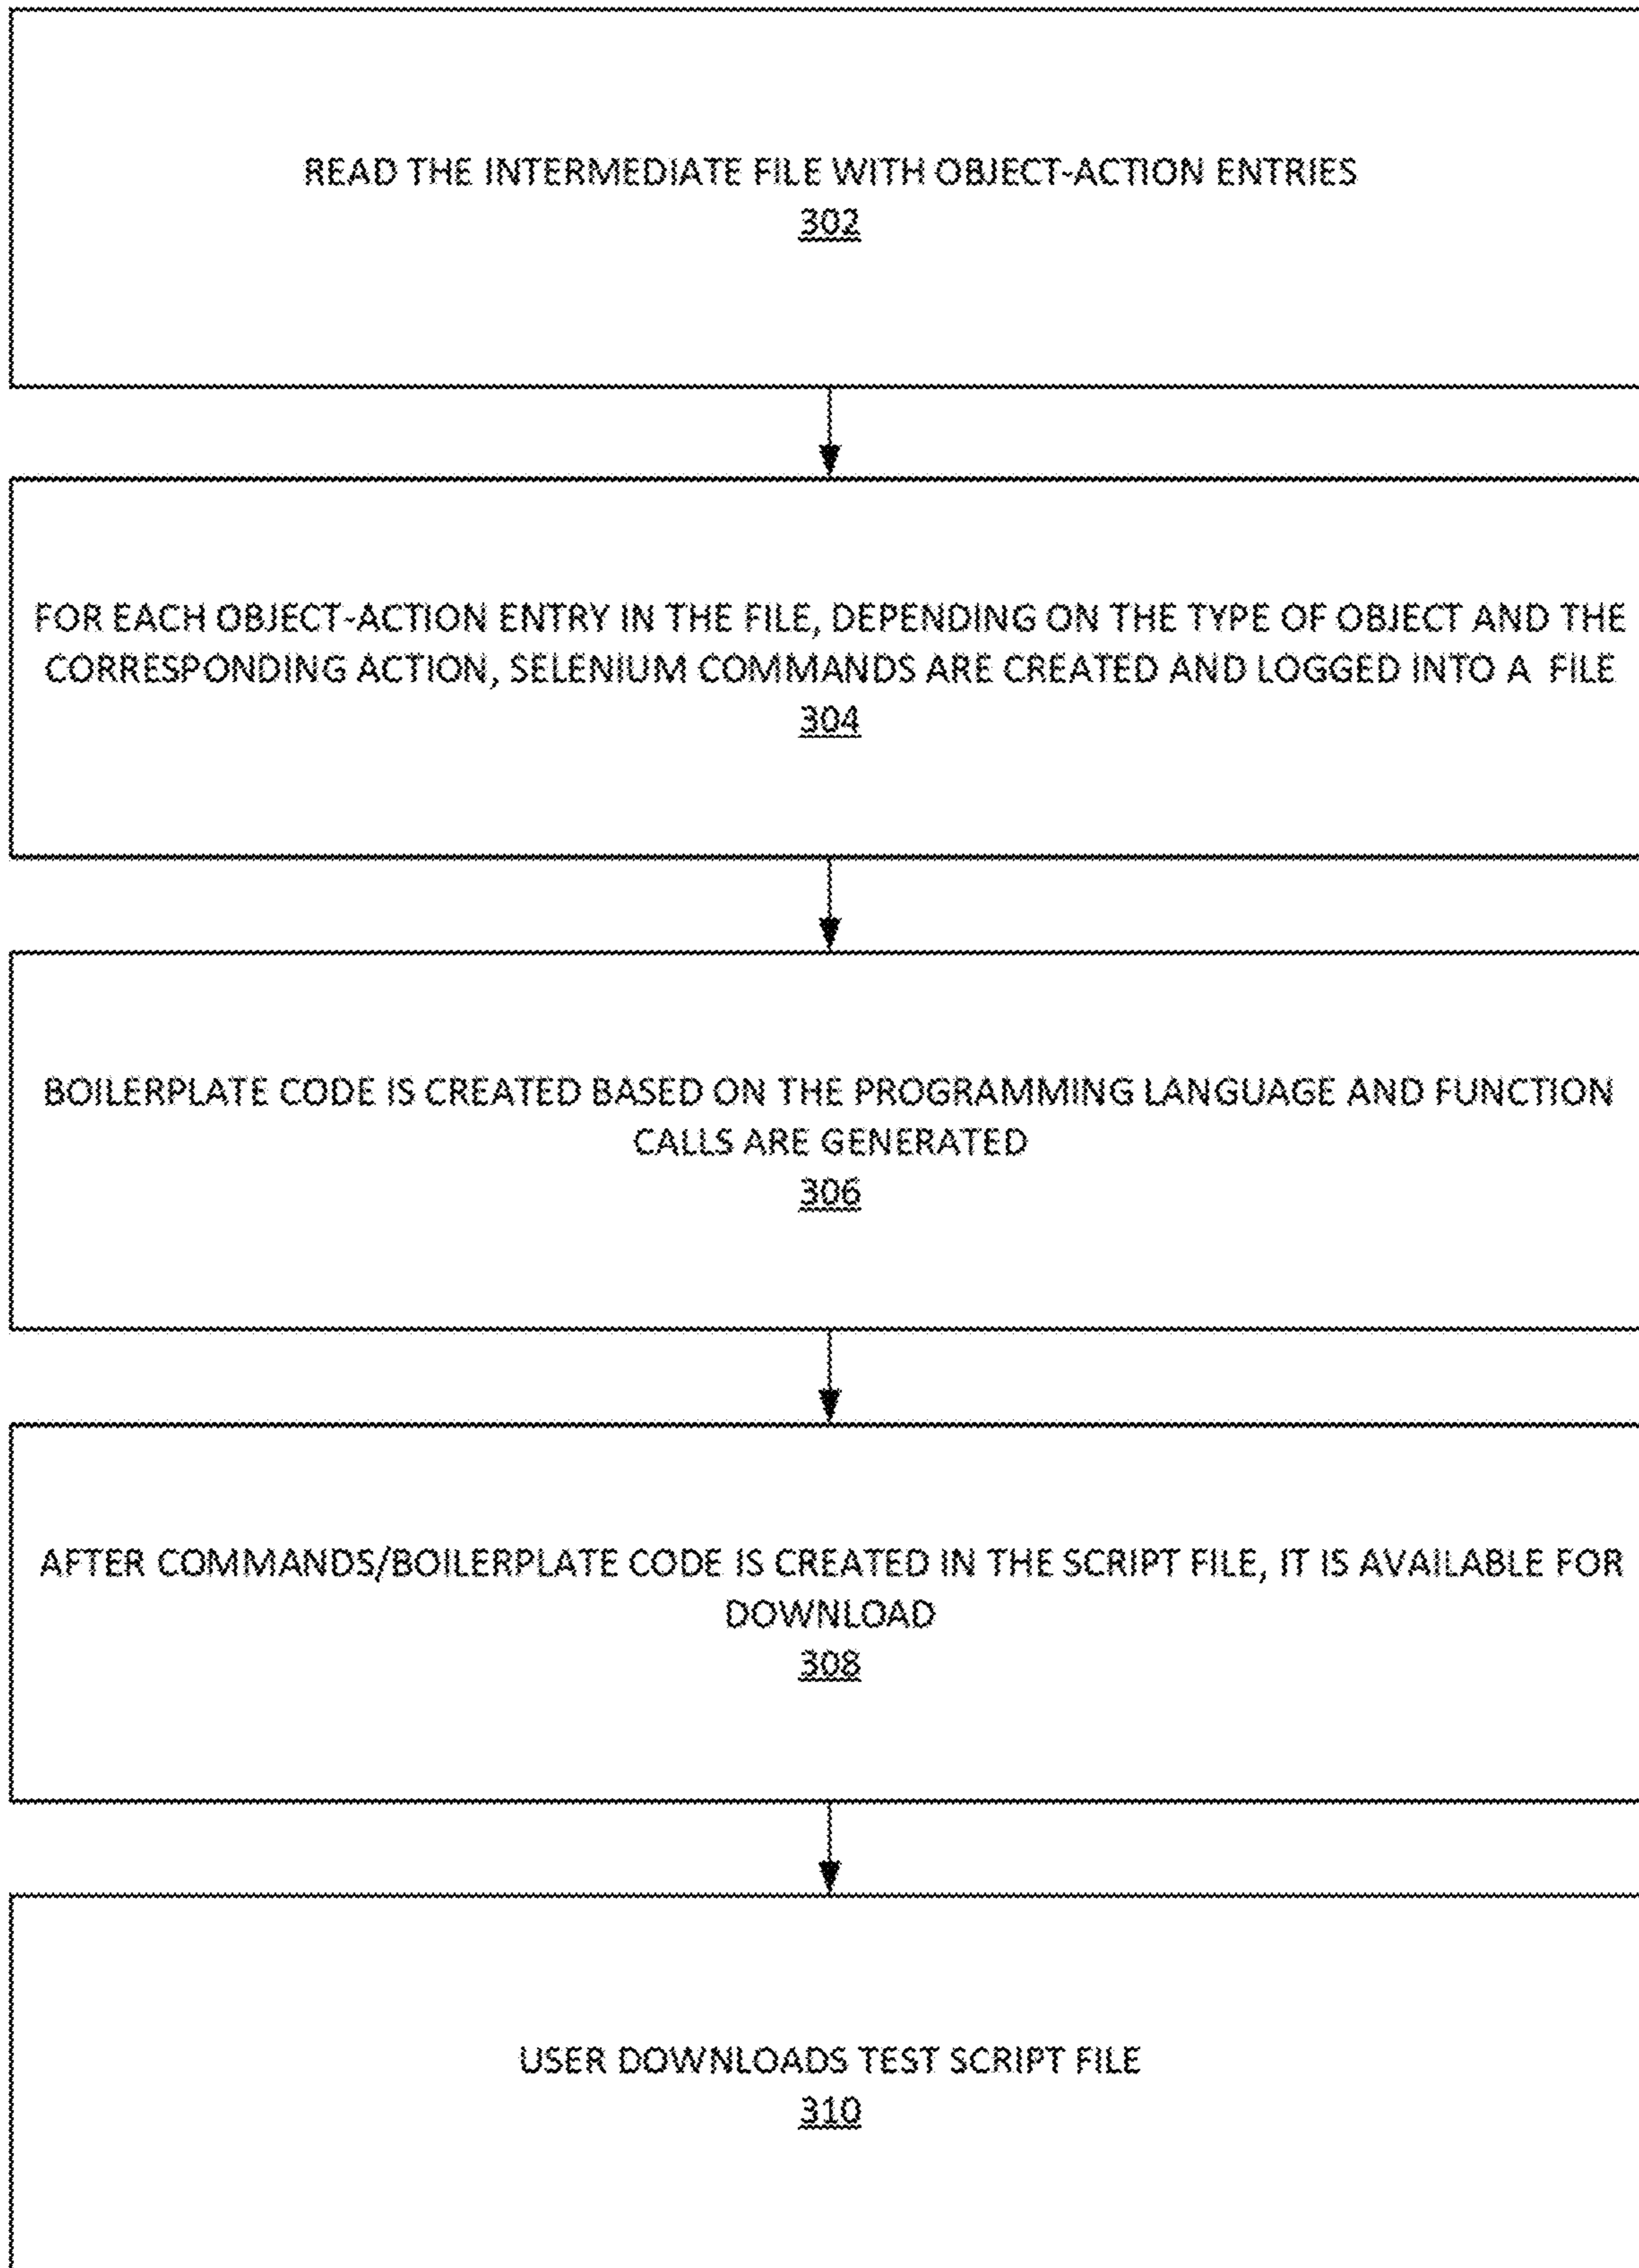 READ THE INTERMEDIATE FILE WITH OBJECT-ACTION ENTRIES
302
FOR EACH OBJECT-ACTION ENTRY IN THE FILE, DEPENDING ON THE TYPE OF OBJECT AND THE
CORRESPONDING ACTION, SELENIUM COMMANDS ARE CREATED AND LOGGED INTO A FILE
304
BOILERPLATE CODE IS CREATED BASED ON THE PROGRAMMING LANGUAGE AND FUNCTION
CALLS ARE GENERATED
306
AFTER COMMANDS/BOILERPLATE CODE IS CREATED IN THE SCRIPT FILE, IT IS AVAILABLE FOR
DOWNLOAD
308
USER DOWNLOADS TEST SCRIPT FILE
310